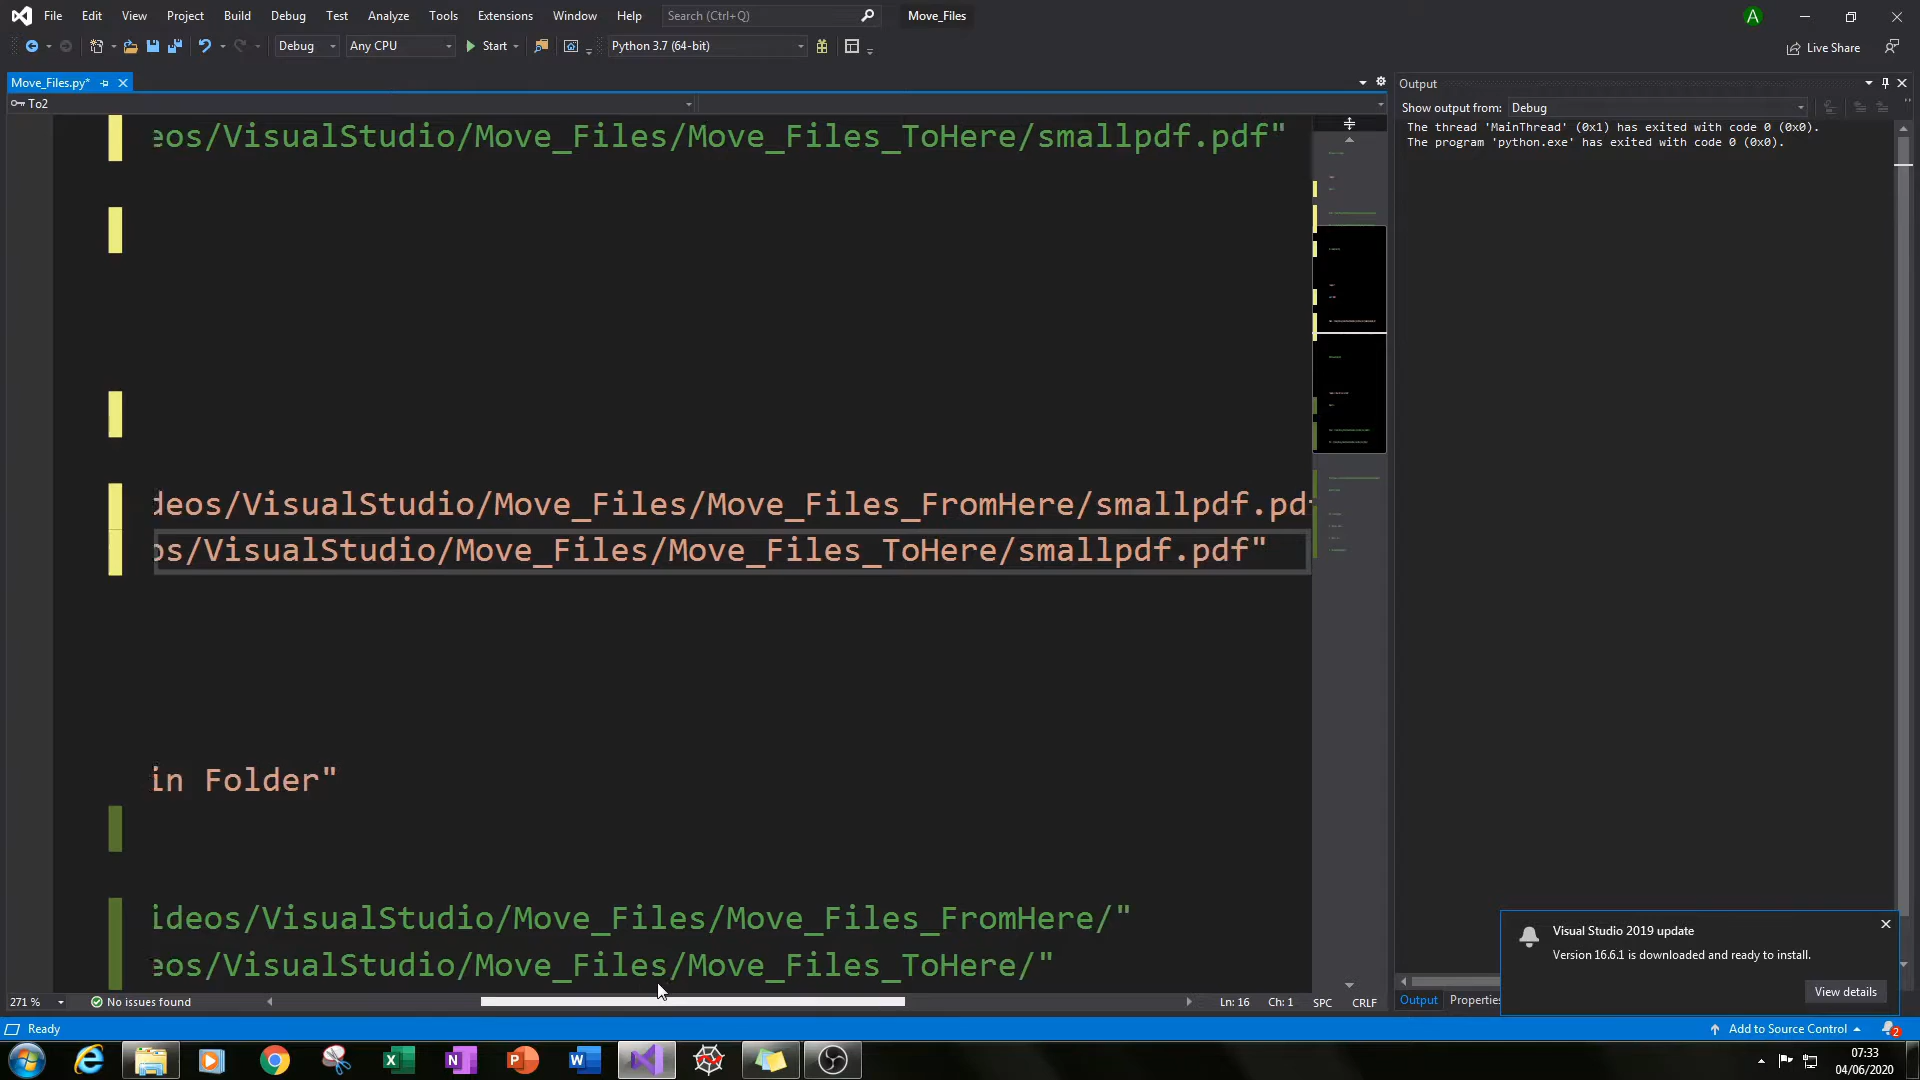 File Edit View Project Build Debug Test Analyze Tools Extensions Window Help Search (Ctrl+Q) Move_Files A
Debug Any CPU Start Python 3.7 (64-bit) Live Share
Move_Files.py*
To2
eos/VisualStudio/Move_Files/Move_Files_ToHere/smallpdf.pdf"
deos/VisualStudio/Move_Files/Move_Files_FromHere/smallpdf.pdf
os/VisualStudio/Move_Files/Move_Files_ToHere/smallpdf.pdf"
in Folder"
ideos/VisualStudio/Move_Files/Move_Files_FromHere/"
eos/VisualStudio/Move_Files/Move_Files_ToHere/"
271 % No issues found Ln: 16 Ch: 1 SPC CRLF
Output
Show output from: Debug
The thread 'MainThread' (0x1) has exited with code 0 (0x0).
The program 'python.exe' has exited with code 0 (0x0).
Output Properties
Visual Studio 2019 update
Version 16.6.1 is downloaded and ready to install.
View details
Ready Add to Source Control 2
07:33
04/06/2020